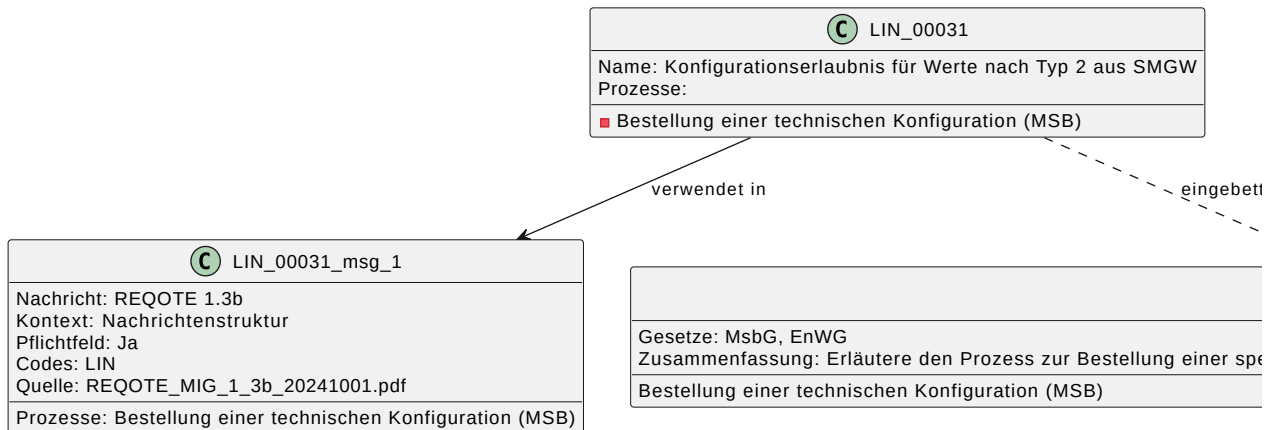 C LIN_00031
Name: Konfigurationserlaubnis für Werte nach Typ 2 aus SMGW
Prozesse:
Bestellung einer technischen Konfiguration (MSB)
verwendet in
eingebett
C LIN_00031_msg_1
Nachricht: REQOTE 1.3b
Kontext: Nachrichtenstruktur
Pflichtfeld: Ja
Codes: LIN
Quelle: REQOTE_MIG_1_3b_20241001.pdf
Prozesse: Bestellung einer technischen Konfiguration (MSB)
Gesetze: MsbG, EnWG
Zusammenfassung: Erläutere den Prozess zur Bestellung einer spe
Bestellung einer technischen Konfiguration (MSB)